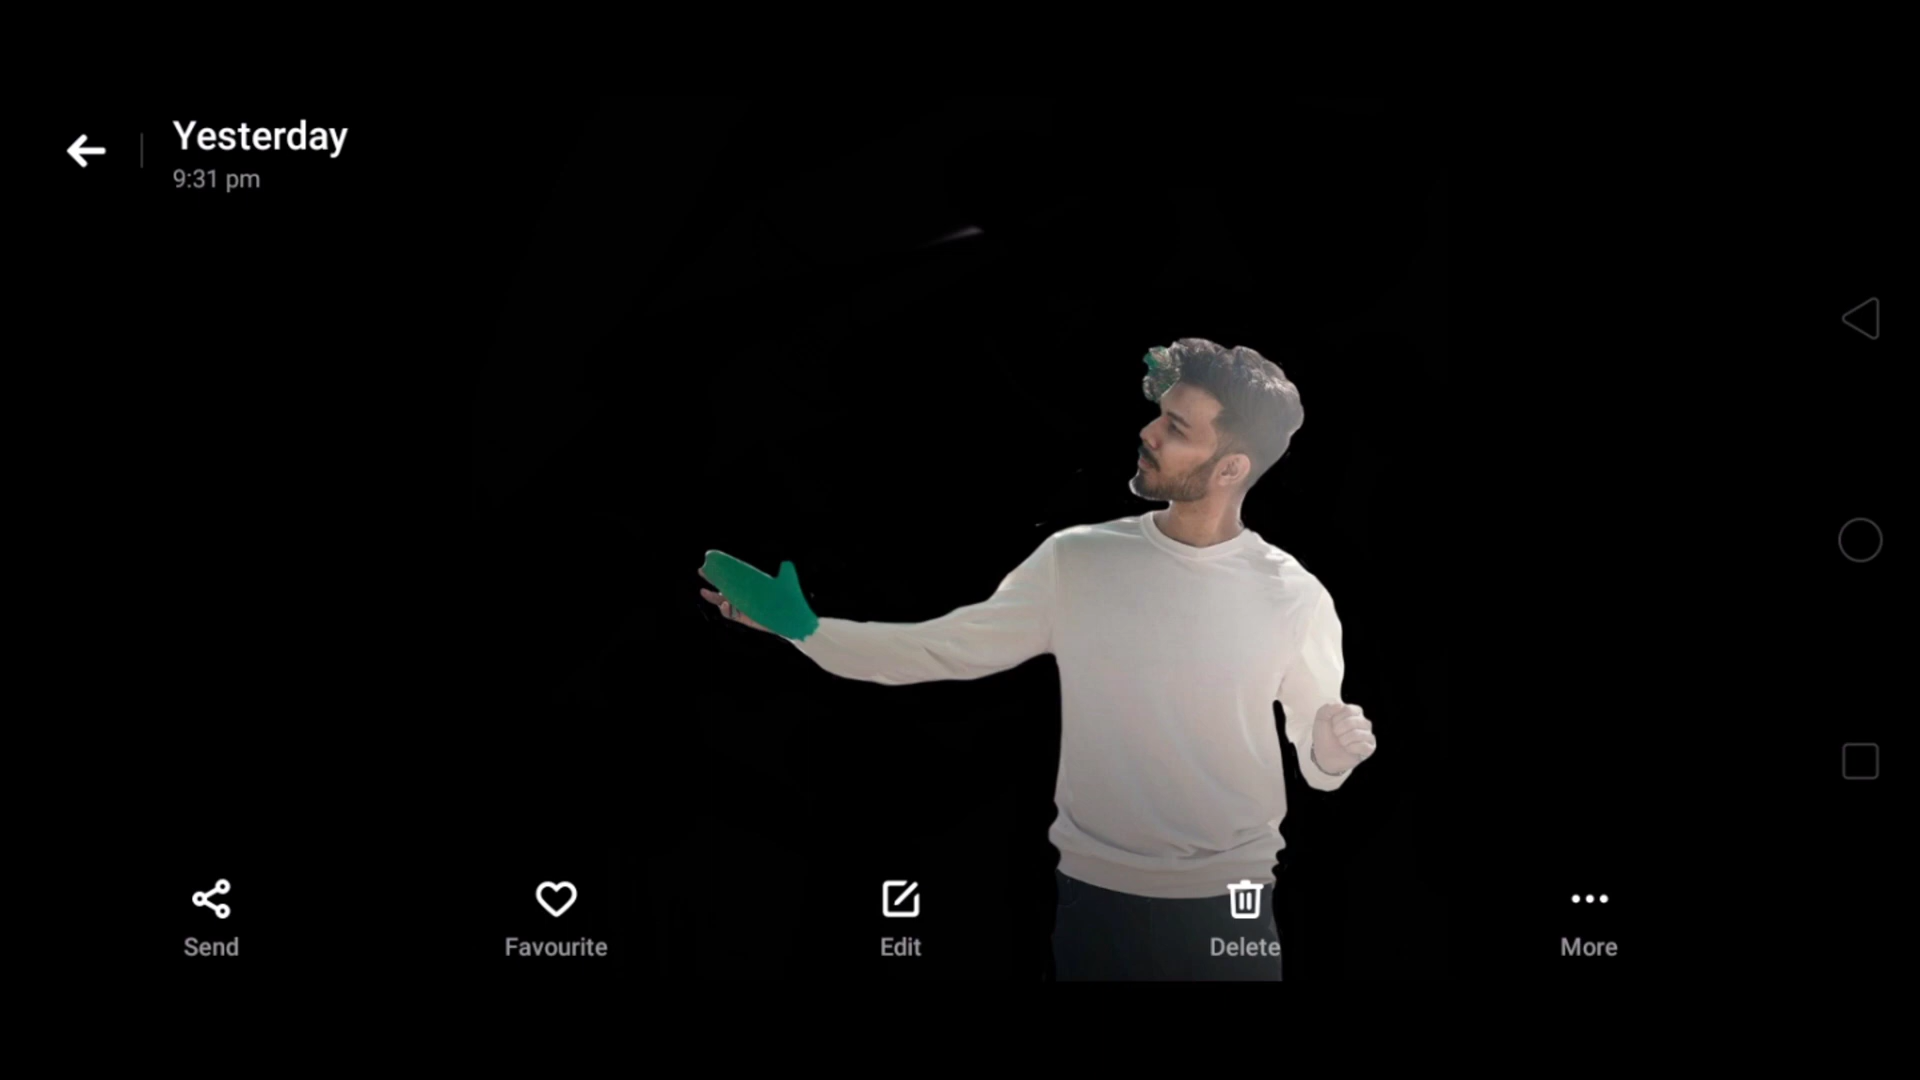 Yesterday
9:31 pm
Send
Favourite
Edit
Delete
More